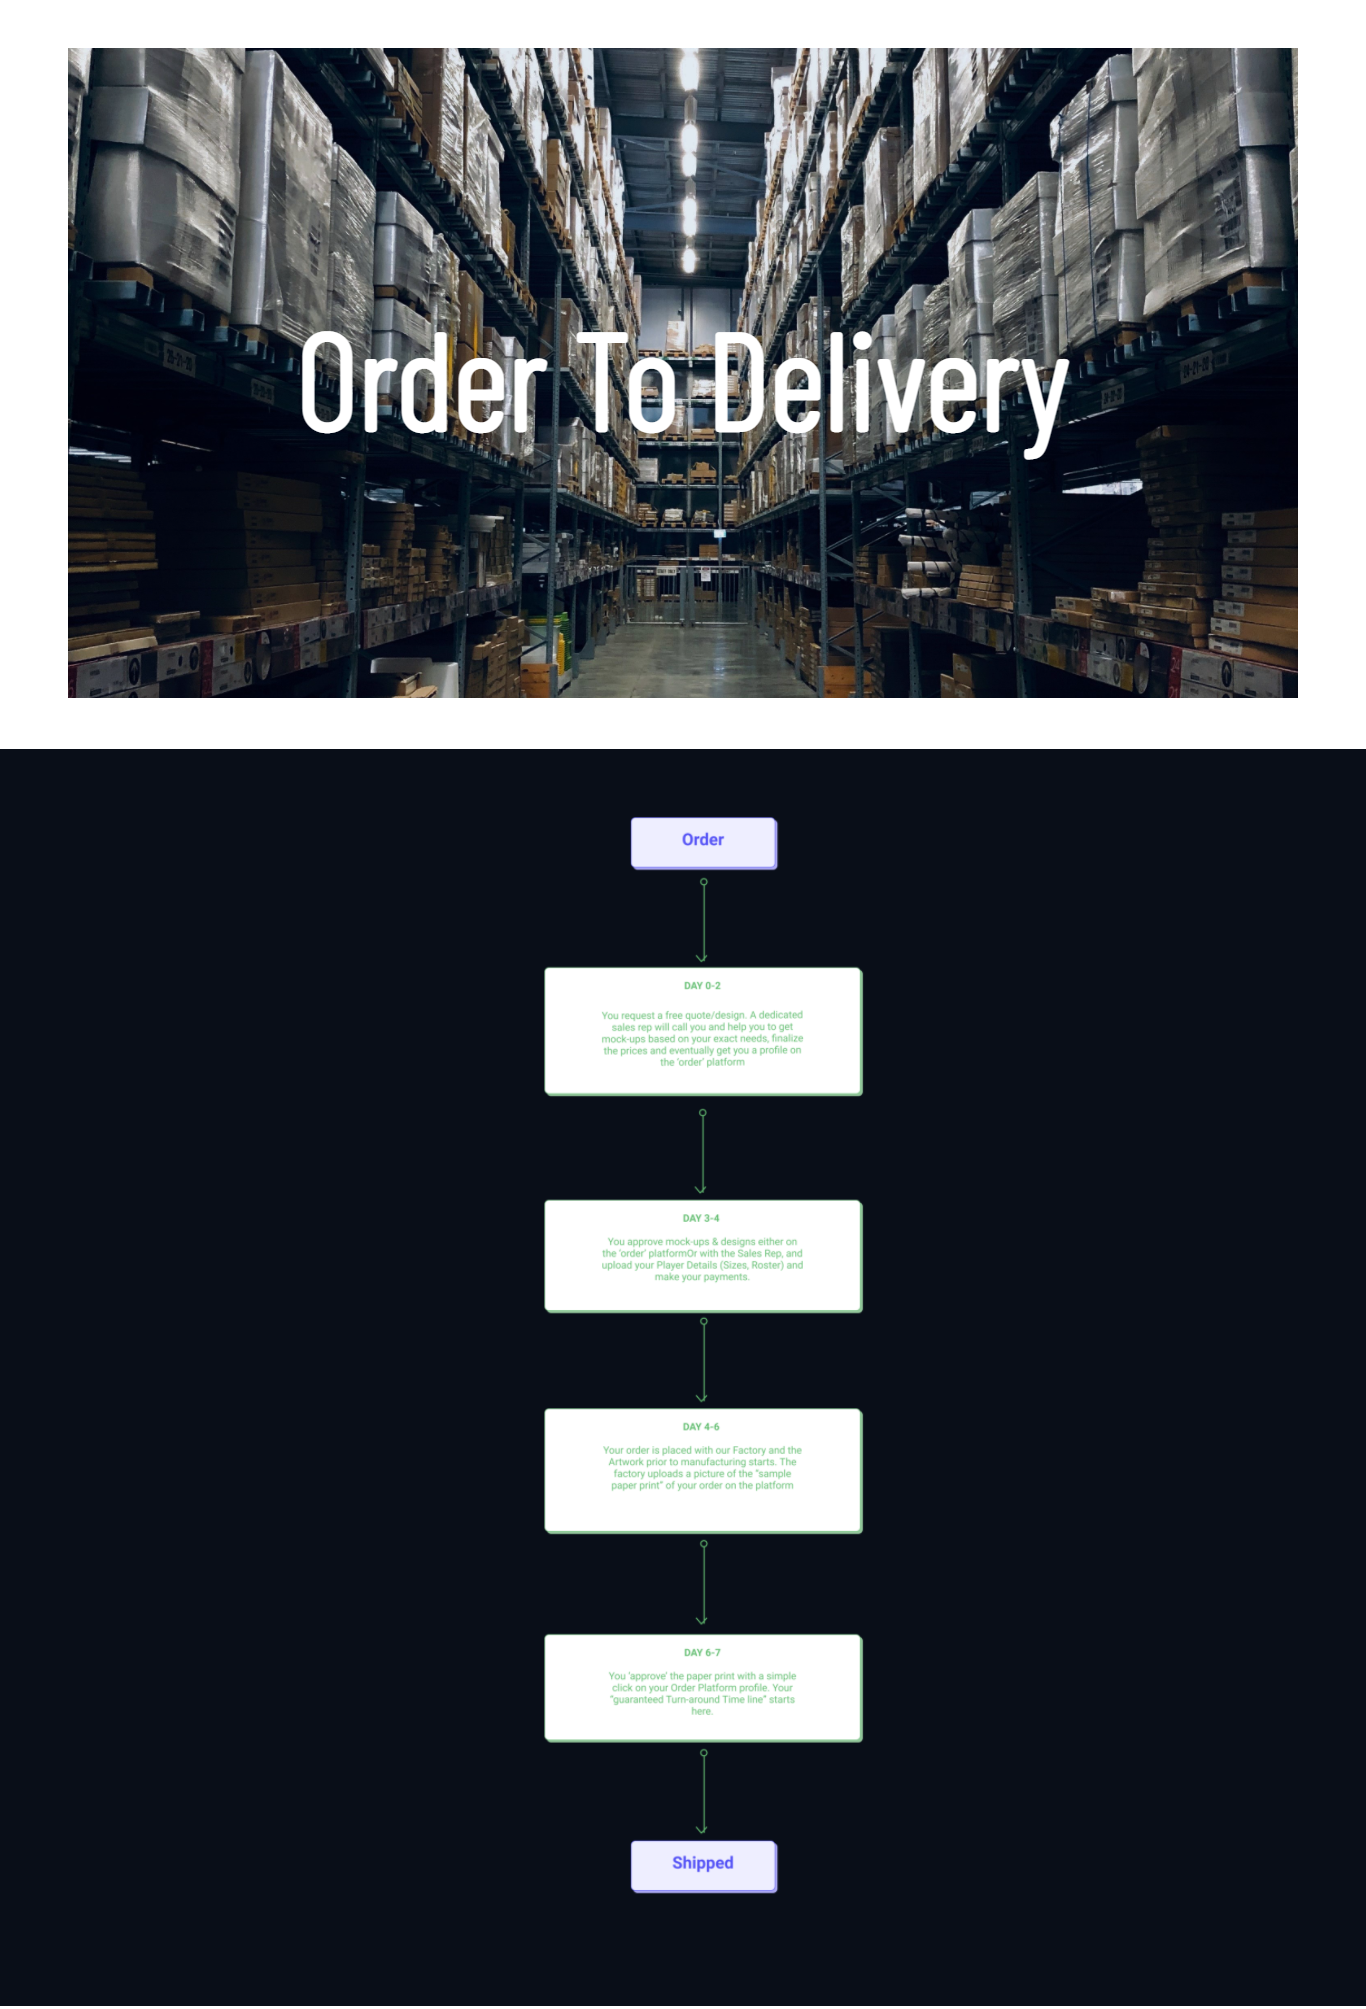 Order To Delivery
Order
DAY 0-2
You request a free quote/design. A dedicated
sales rep will call you and help you to get
mock-ups based on your exact needs, finalize
the prices and eventually get you a profile on
the ‘order’ platform
DAY 3-4
You approve mock-ups & designs either on
the ‘order’ platformOr with the Sales Rep, and
upload your Player Details (Sizes, Roster) and
make your payments.
DAY 4-6
Your order is placed with our Factory and the
Artwork prior to manufacturing starts. The
factory uploads a picture of the “sample
paper print” of your order on the platform
DAY 6-7
You ‘approve’ the paper print with a simple
click on your Order Platform profile. Your
“guaranteed Turn-around Time line” starts
here.
Shipped